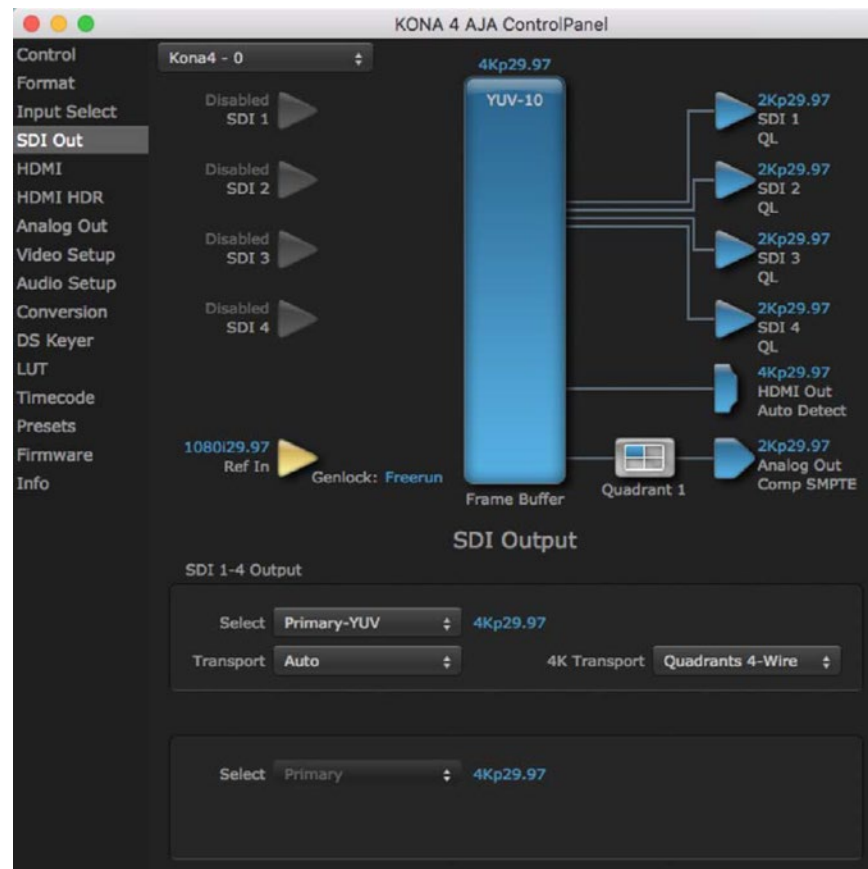 KONA 4 AJA ControlPanel
Control
Format
Input Select
SDI Out
HDMI
HDMI HDR
Analog Out
Video Setup
Audio Setup
Conversion
DS Keyer
LUT
Timecode
Presets
Firmware
Info
Kona4 - 0
Disabled
SDI 1
Disabled
SDI 2
Disabled
SDI 3
Disabled
SDI 4
1080i29.97
Ref In
Genlock: Freerun
4Kp29.97
YUV-10
Frame Buffer
2Kp29.97
SDI 1
QL
2Kp29.97
SDI 2
QL
2Kp29.97
SDI 3
QL
2Kp29.97
SDI 4
QL
4Kp29.97
HDMI Out
Auto Detect
Quadrant 1
2Kp29.97
Analog Out
Comp SMPTE
SDI Output
SDI 1-4 Output
Select Primary-YUV 4Kp29.97
Transport Auto 4K Transport Quadrants 4-Wire
Select Primary 4Kp29.97